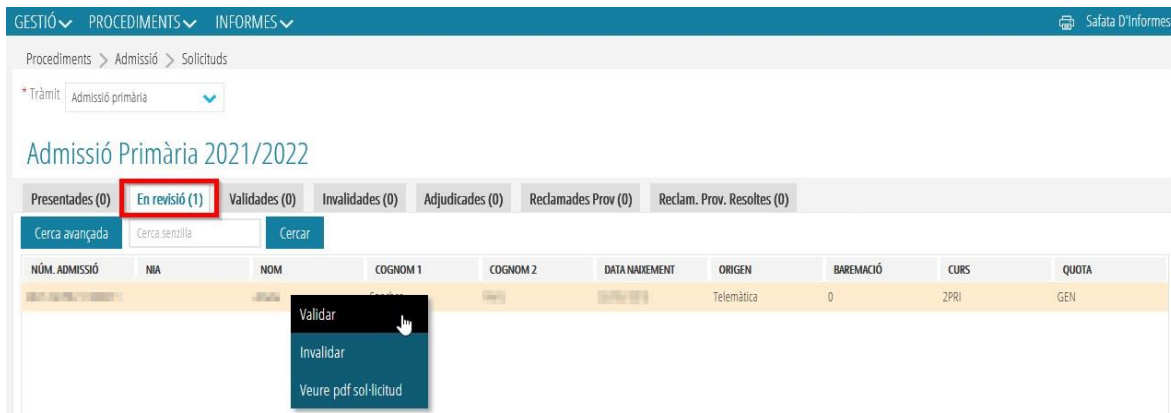 GESTIÓ PROCEDIMENTS INFORMES Safata D'Informes
Procediments > Admissió > Solicituds
* Tràmit Admissió primària
Admissió Primària 2021/2022
Presentades (0) En revisió (1) Validades (0) Invalidades (0) Adjudicades (0) Reclamades Prov (0) Reclam. Prov. Resoltes (0)
Cerca avançada Cerca senzilla Cercar
NÚM. ADMISSIÓ NIA NOM COGNOM 1 COGNOM 2 DATA NAIXEMENT ORIGEN BAREMACIÓ CURS QUOTA
Telemàtica 0 2PRI GEN
Validar
Invalidar
Veure pdf sol·licitud